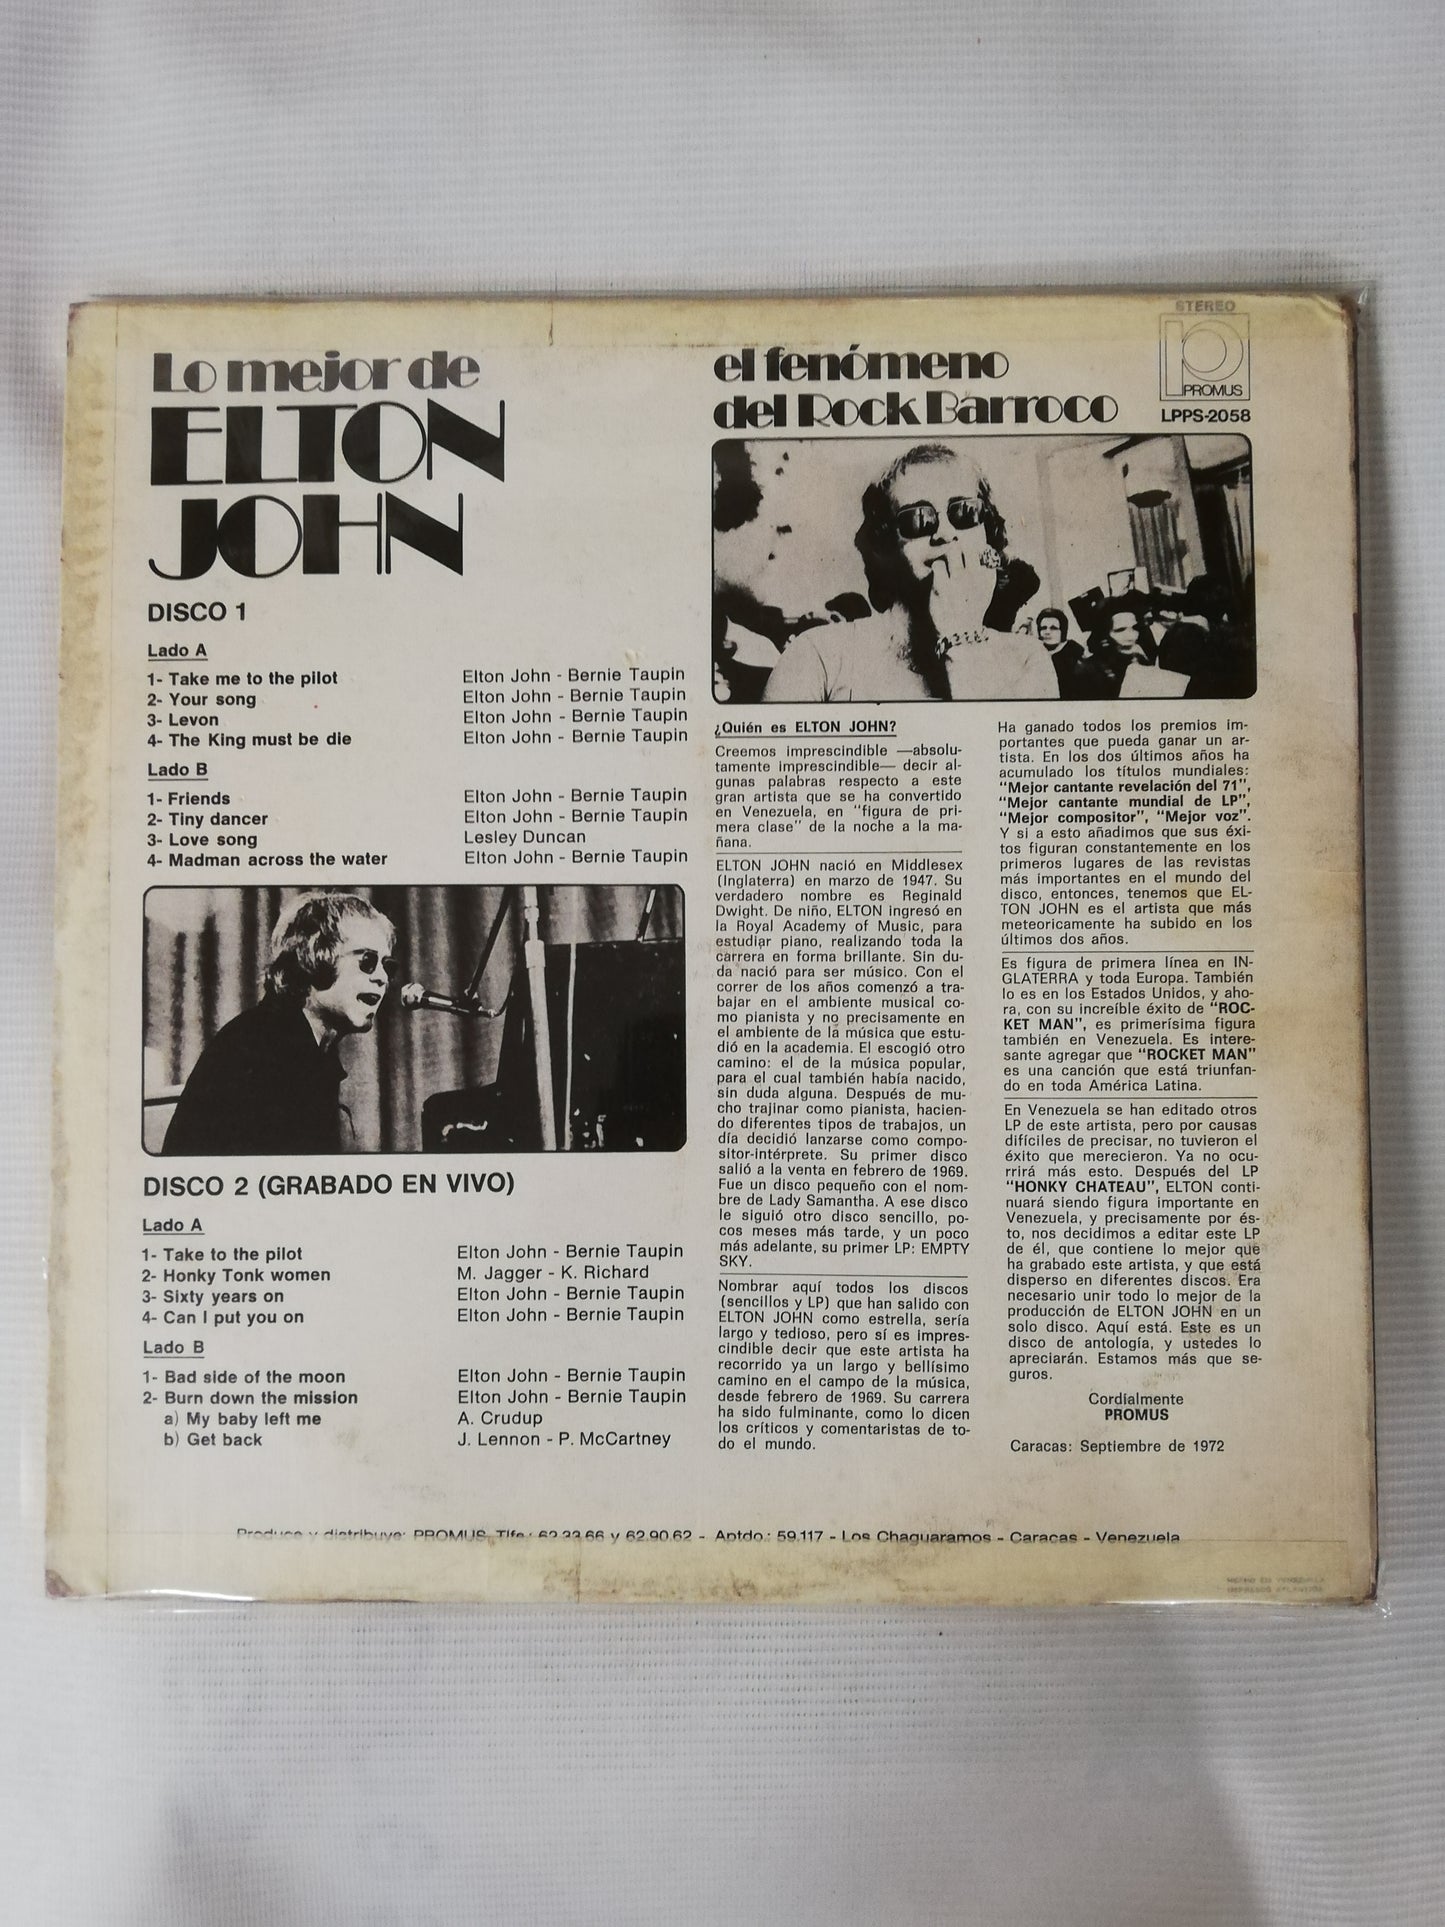 STEREO
PROMUS
LPPS-2058
Lo mejor de
ELTON
JOHN
DISCO 1
Lado A
1- Take me to the pilot Elton John - Bernie Taupin
2- Your song Elton John - Bernie Taupin
3- Levon Elton John - Bernie Taupin
4- The King must be die Elton John - Bernie Taupin
Lado B
1- Friends Elton John - Bernie Taupin
2- Tiny dancer Elton John - Bernie Taupin
3- Love song Lesley Duncan
4- Madman across the water Elton John - Bernie Taupin
DISCO 2 (GRABADO EN VIVO)
Lado A
1- Take to the pilot Elton John - Bernie Taupin
2- Honky Tonk women M. Jagger - K. Richard
3- Sixty years on Elton John - Bernie Taupin
4- Can I put you on Elton John - Bernie Taupin
Lado B
1- Bad side of the moon Elton John - Bernie Taupin
2- Burn down the mission Elton John - Bernie Taupin
a) My baby left me A. Crudup
b) Get back J. Lennon - P. McCartney
el fenómeno
del Rock Barroco
¿Quién es ELTON JOHN?
Creemos imprescindible —absolu-
tamente imprescindible— decir al-
gunas palabras respecto a este
gran artista que se ha convertido
en Venezuela, en "figura de pri-
mera clase" de la noche a la ma-
ñana.
ELTON JOHN nació en Middlesex
(Inglaterra) en marzo de 1947. Su
verdadero nombre es Reginald
Dwight. De niño, ELTON ingresó en
la Royal Academy of Music, para
estudiar piano, realizando toda la
carrera en forma brillante. Sin du-
da nació para ser músico. Con el
correr de los años comenzó a tra-
bajar en el ambiente musical co-
mo pianista y no precisamente en
el ambiente de la música que estu-
dió en la academia. El escogió otro
camino: el de la música popular,
para el cual también había nacido,
sin duda alguna. Después de mu-
cho trajinar como pianista, hacien-
do diferentes tipos de trabajos, un
día decidió lanzarse como compo-
sitor-intérprete. Su primer disco
salió a la venta en febrero de 1969.
Fue un disco pequeño con el nom-
bre de Lady Samantha. A ese disco
le siguió otro disco sencillo, po-
cos meses más tarde, y un poco
más adelante, su primer LP: EMPTY
SKY.
Nombrar aquí todos los discos
(sencillos y LP) que han salido con
ELTON JOHN como estrella, sería
largo y tedioso, pero sí es impres-
cindible decir que este artista ha
recorrido ya un largo y bellísimo
camino en el campo de la música,
desde febrero de 1969. Su carrera
ha sido fulminante, como lo dicen
los críticos y comentaristas de to-
do el mundo.
Ha ganado todos los premios im-
portantes que pueda ganar un ar-
tista. En los dos últimos años ha
acumulado los títulos mundiales:
"Mejor cantante revelación del 71",
"Mejor cantante mundial de LP",
"Mejor compositor", "Mejor voz".
Y si a esto añadimos que sus éxi-
tos figuran constantemente en los
primeros lugares de las revistas
más importantes en el mundo del
disco, entonces, tenemos que EL-
TON JOHN es el artista que más
meteoricamente ha subido en los
últimos dos años.
Es figura de primera línea en IN-
GLATERRA y toda Europa. También
lo es en los Estados Unidos, y aho-
ra, con su increíble éxito de "ROC-
KET MAN", es primerísima figura
también en Venezuela. Es intere-
sante agregar que "ROCKET MAN"
es una canción que está triunfan-
do en toda América Latina.
En Venezuela se han editado otros
LP de este artista, pero por causas
difíciles de precisar, no tuvieron el
éxito que merecieron. Ya no ocu-
rrirá más esto. Después del LP
"HONKY CHATEAU", ELTON conti-
nuará siendo figura importante en
Venezuela, y precisamente por és-
to, nos decidimos a editar este LP
de él, que contiene lo mejor que
ha grabado este artista, y que está
disperso en diferentes discos. Era
necesario unir todo lo mejor de la
producción de ELTON JOHN en un
solo disco. Aquí está. Este es un
disco de antología, y ustedes lo
apreciarán. Estamos más que se-
guros.
Cordialmente
PROMUS
Caracas: Septiembre de 1972
Produce y distribuye: PROMUS, Tlfs.: 62.33.66 y 62.90.62 - Aptdo.: 59.117 - Los Chaguaramos - Caracas - Venezuela
HECHO EN VENEZUELA